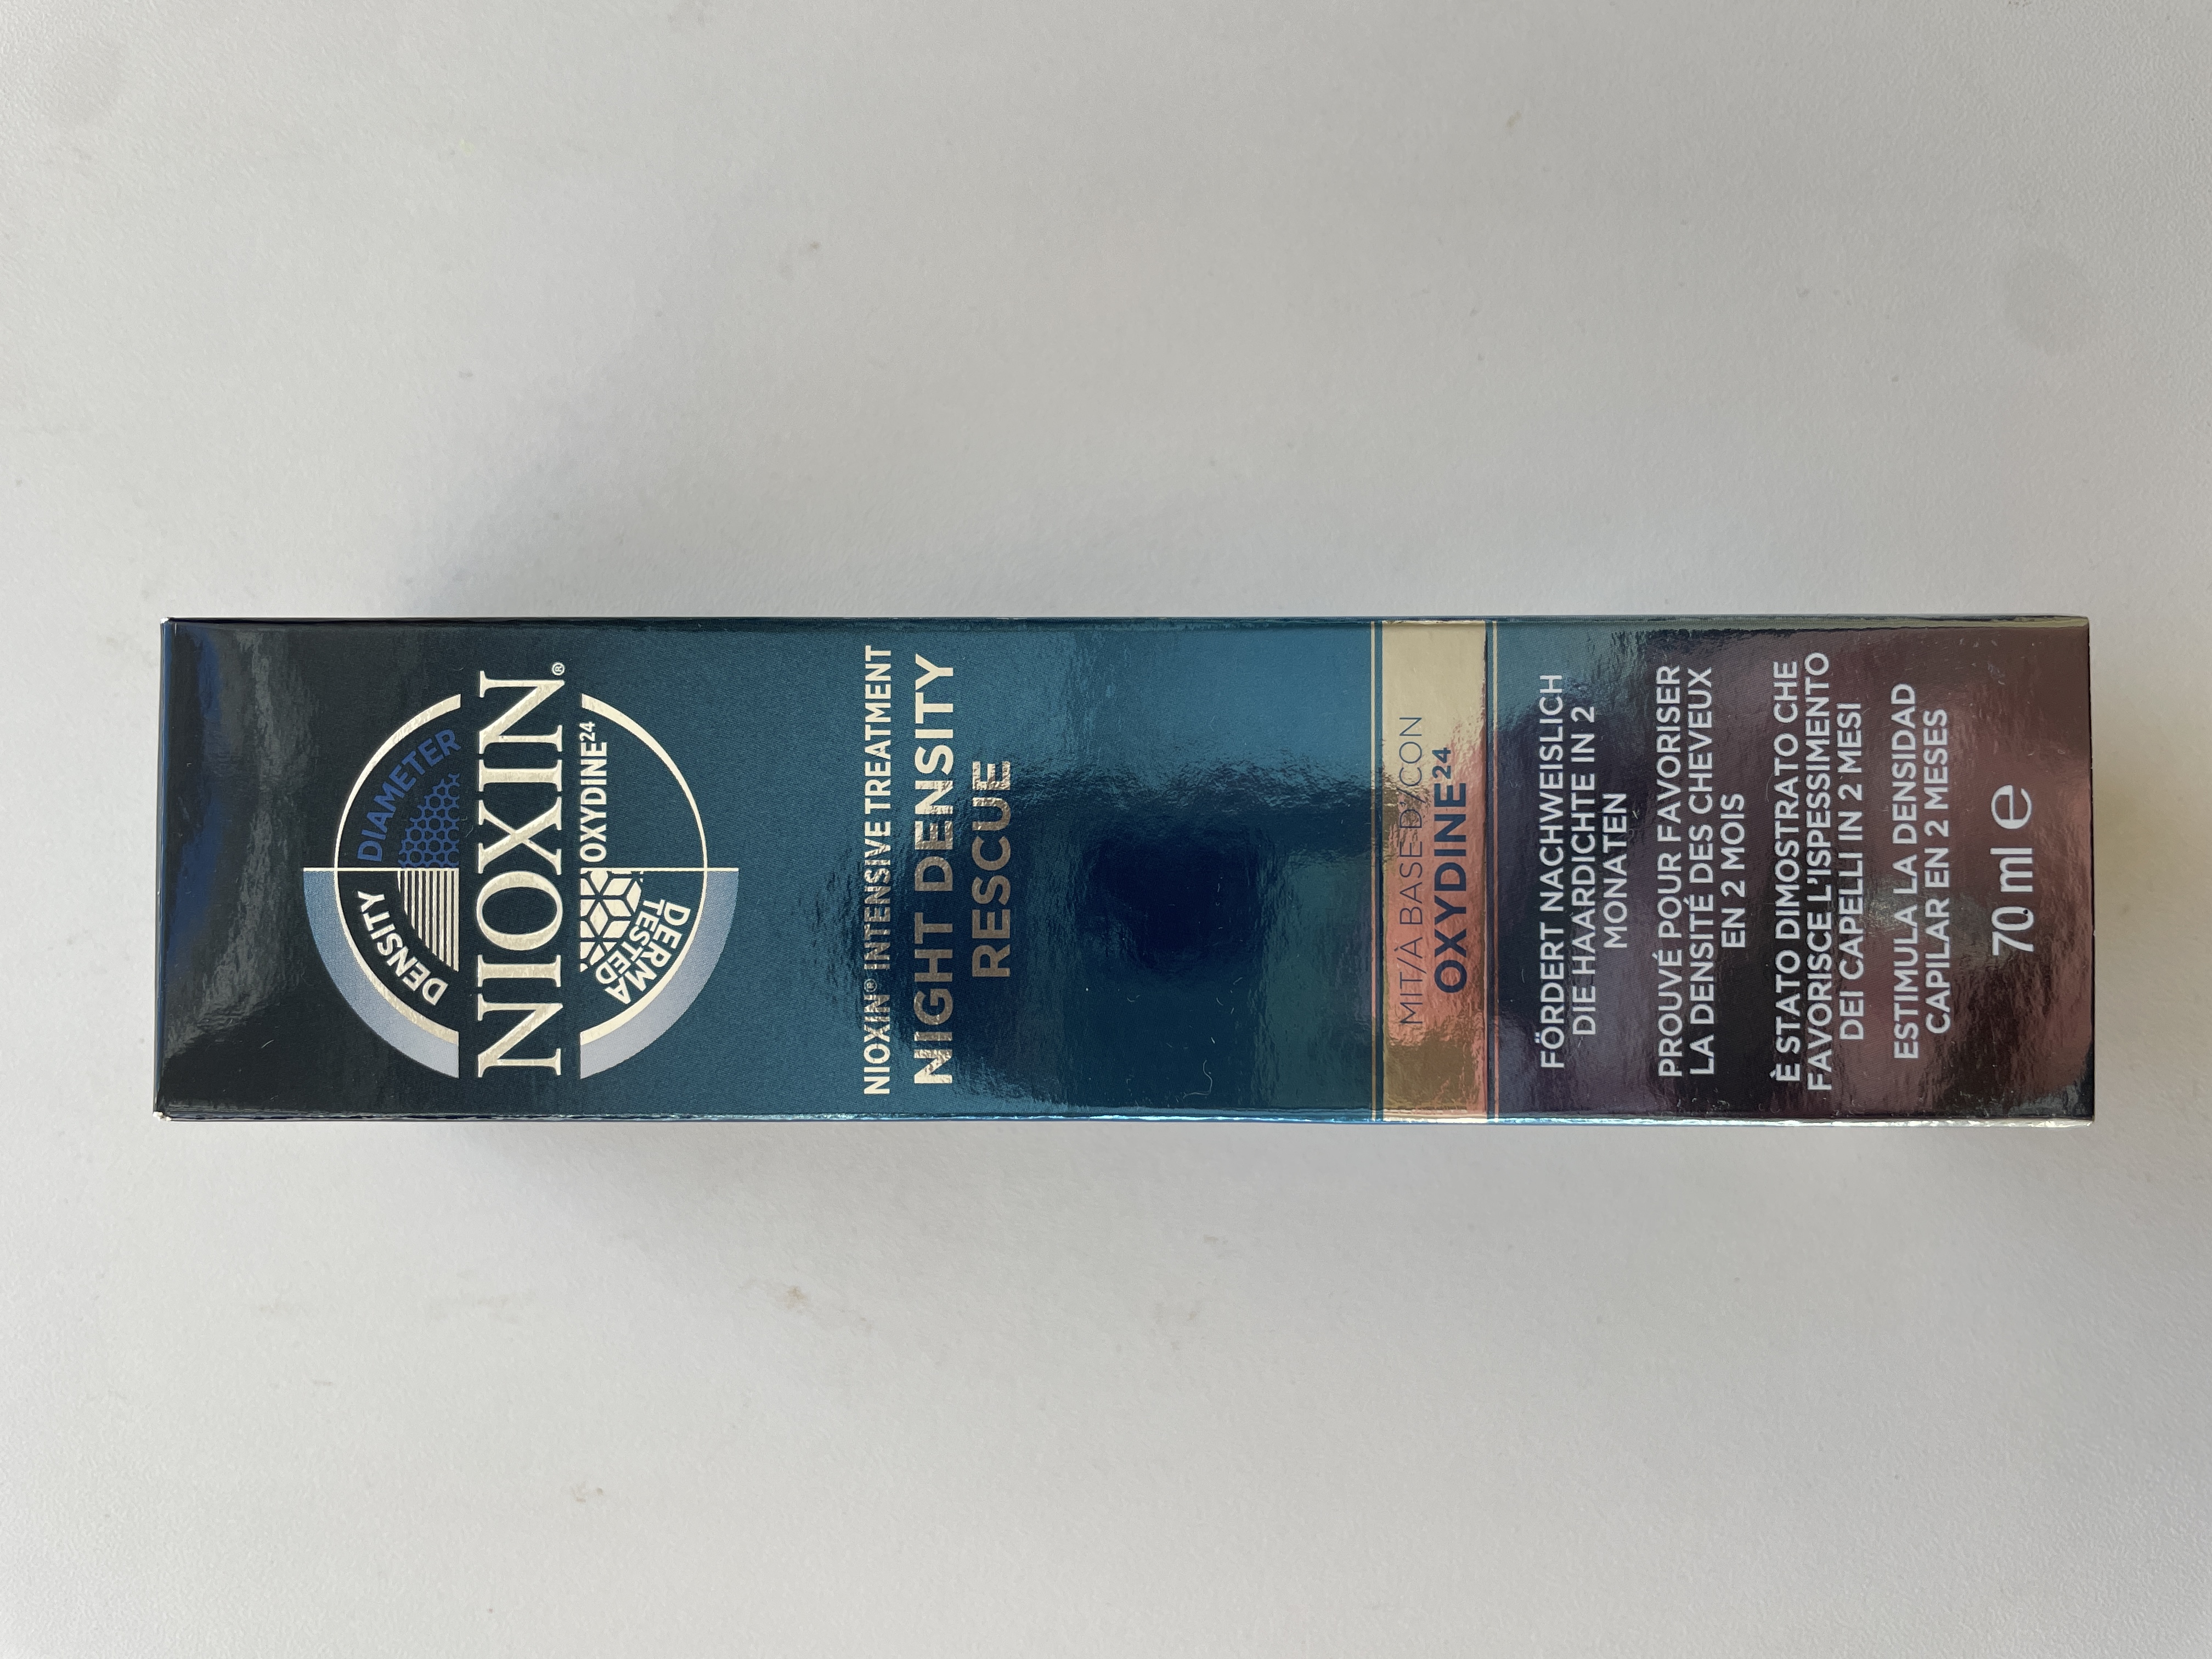 DENSITY
DIAMETER
NIOXIN®
OXYDINE²⁴
DERMA
TESTED
NIOXIN® INTENSIVE TREATMENT
NIGHT DENSITY
RESCUE
MIT/À BASE D/CON
OXYDINE²⁴
FÖRDERT NACHWEISLICH
DIE HAARDICHTE IN 2
MONATEN
PROUVÉ POUR FAVORISER
LA DENSITÉ DES CHEVEUX
EN 2 MOIS
È STATO DIMOSTRATO CHE
FAVORISCE L'ISPESSIMENTO
DEI CAPELLI IN 2 MESI
ESTIMULA LA DENSIDAD
CAPILAR EN 2 MESES
70 ml ℮